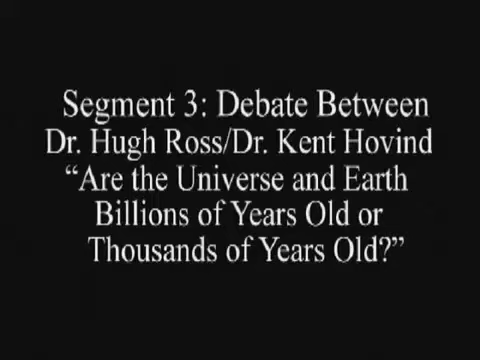 Segment 3: Debate Between
Dr. Hugh Ross/Dr. Kent Hovind
“Are the Universe and Earth
Billions of Years Old or
Thousands of Years Old?”